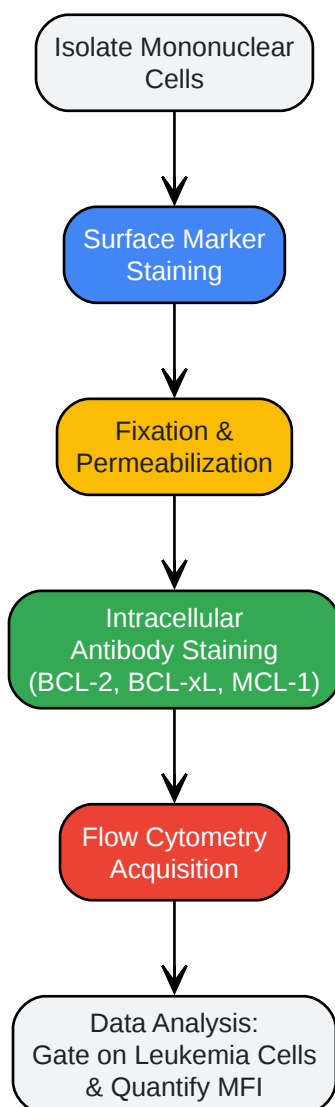 Isolate Mononuclear
Cells
Surface Marker
Staining
Fixation &
Permeabilization
Intracellular
Antibody Staining
(BCL-2, BCL-xL, MCL-1)
Flow Cytometry
Acquisition
Data Analysis:
Gate on Leukemia Cells
& Quantify MFI